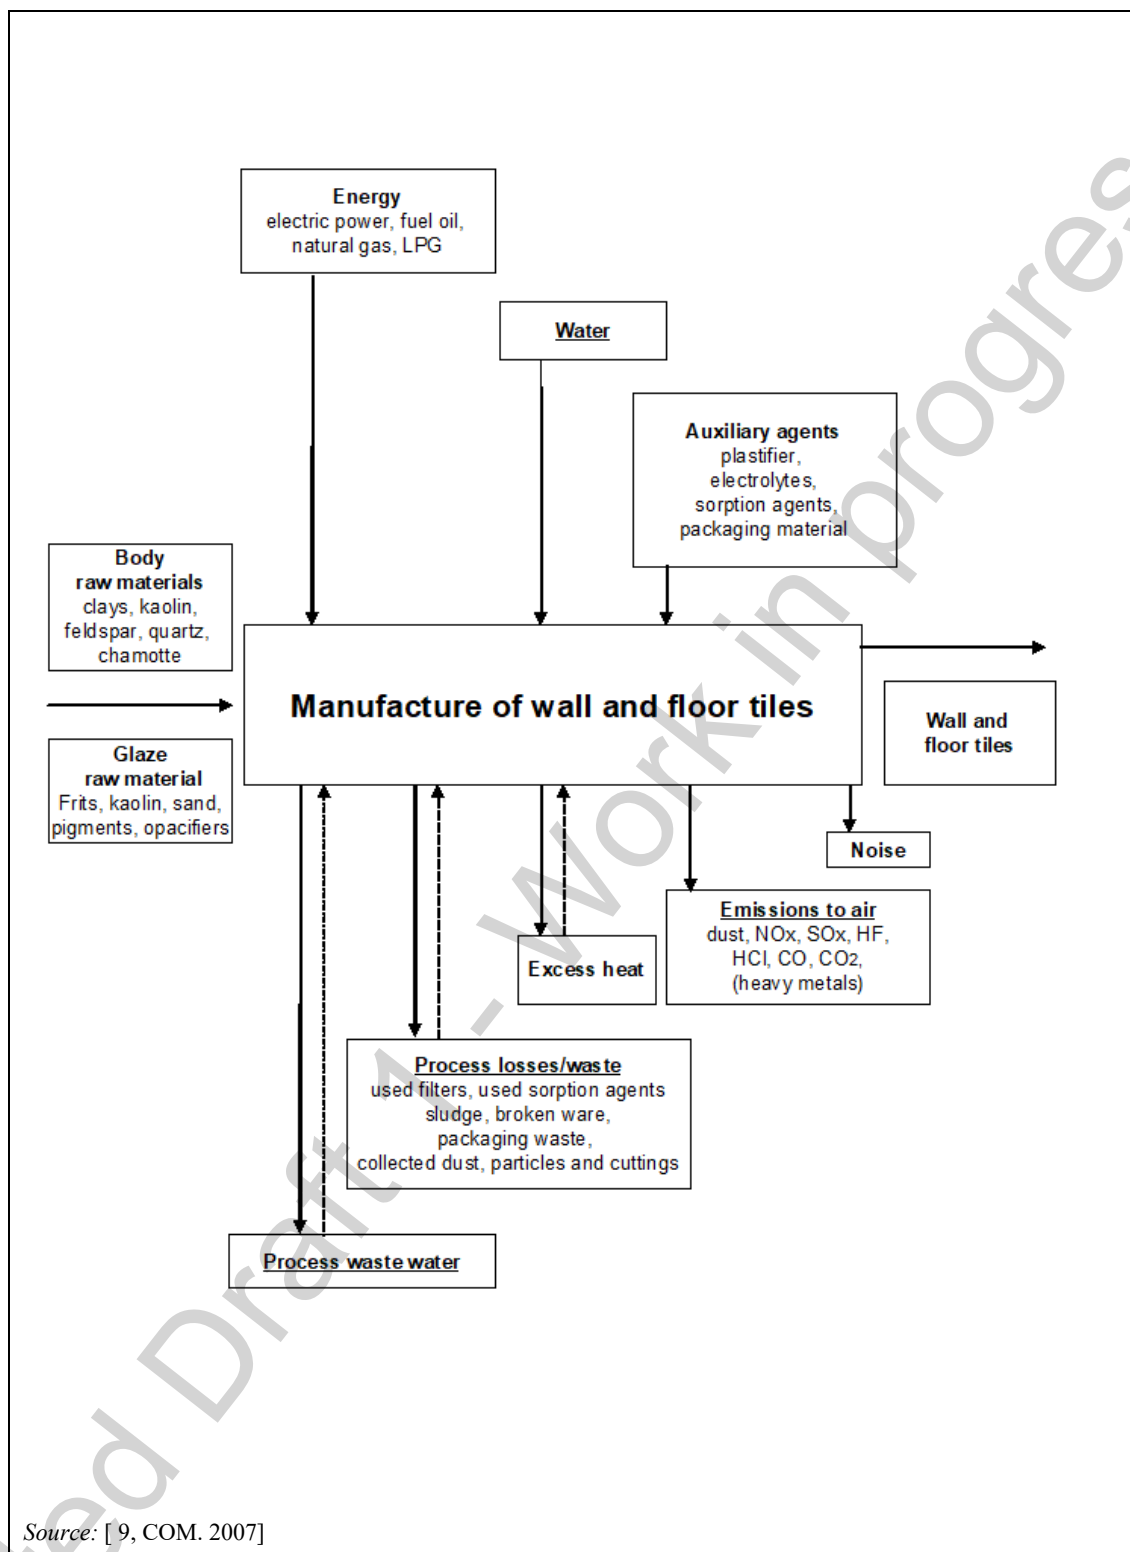 Energy
electric power, fuel oil,
natural gas, LPG
Water
Auxiliary agents
plastifier,
electrolytes,
sorption agents,
packaging material
Body
raw materials
clays, kaolin,
feldspar, quartz,
chamotte
Manufacture of wall and floor tiles
Wall and
floor tiles
Glaze
raw material
Frits, kaolin, sand,
pigments, opacifiers
Noise
Emissions to air
dust, NOx, SOx, HF,
HCl, CO, CO2,
(heavy metals)
Excess heat
Process losses/waste
used filters, used sorption agents
sludge, broken ware,
packaging waste,
collected dust, particles and cuttings
Process waste water
Source: [ 9, COM. 2007]
Draft 1 - Work in